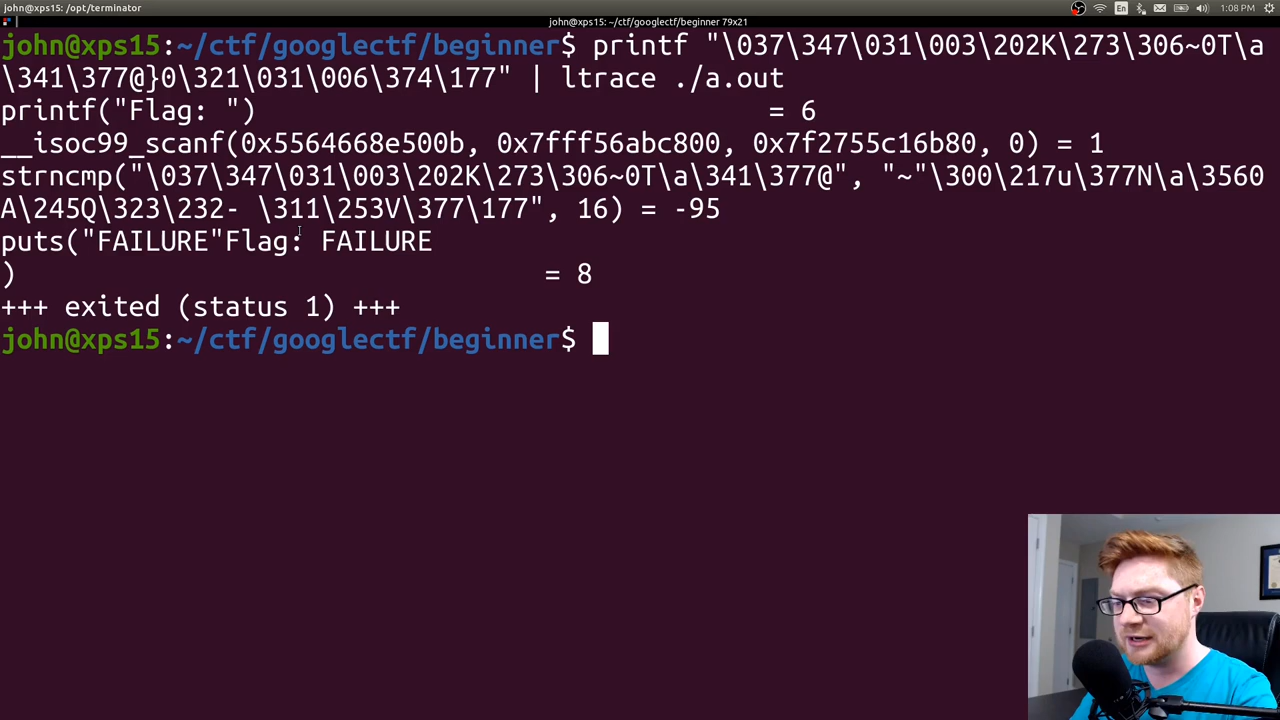 john@xps15: /opt/terminator
En
1:08 PM
john@xps15:~/ctf/googlectf/beginner 79x21
john@xps15:~/ctf/googlectf/beginner$ printf "\037\347\031\003\202K\273\306~0T\a
\341\377@}0\321\031\006\374\177" | ltrace ./a.out
printf("Flag: ") = 6
__isoc99_scanf(0x5564668e500b, 0x7fff56abc800, 0x7f2755c16b80, 0) = 1
strncmp("\037\347\031\003\202K\273\306~0T\a\341\377@", "~"\300\217u\377N\a\3560
A\245Q\323\232- \311\253V\377\177", 16) = -95
puts("FAILURE"Flag: FAILURE
) = 8
+++ exited (status 1) +++
john@xps15:~/ctf/googlectf/beginner$